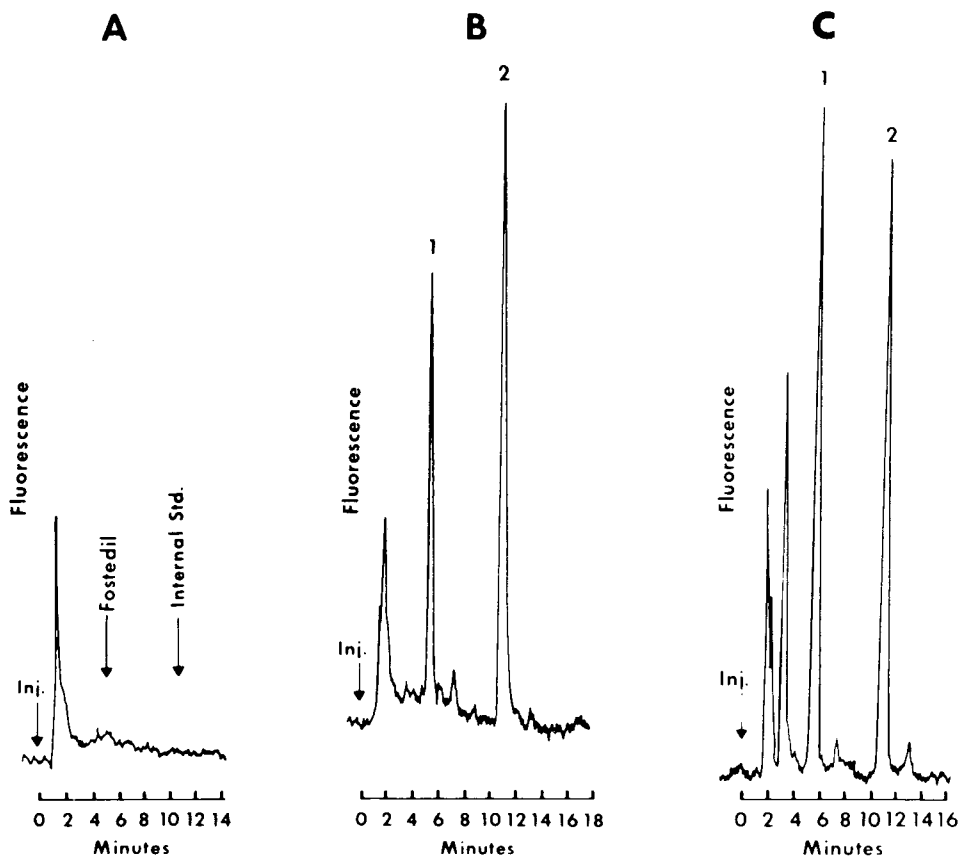 A
Fluorescence
Inj.
Fostedil
Internal Std.
0 2 4 6 8 10 12 14
Minutes
B
1
2
Fluorescence
Inj.
0 2 4 6 8 10 12 14 16 18
Minutes
C
1
2
Fluorescence
Inj.
0 2 4 6 8 10 12 14 16
Minutes